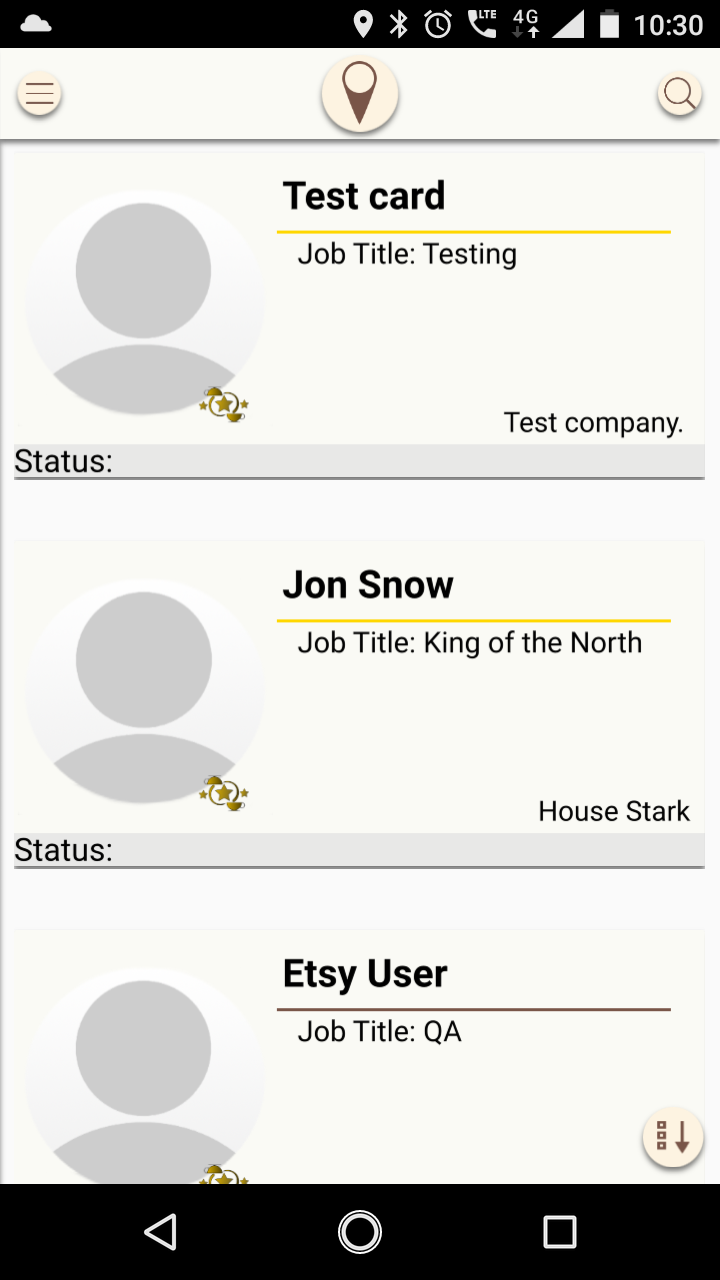 LTE 4G 10:30
Test card
Job Title: Testing
Test company.
Status:
Jon Snow
Job Title: King of the North
House Stark
Status:
Etsy User
Job Title: QA